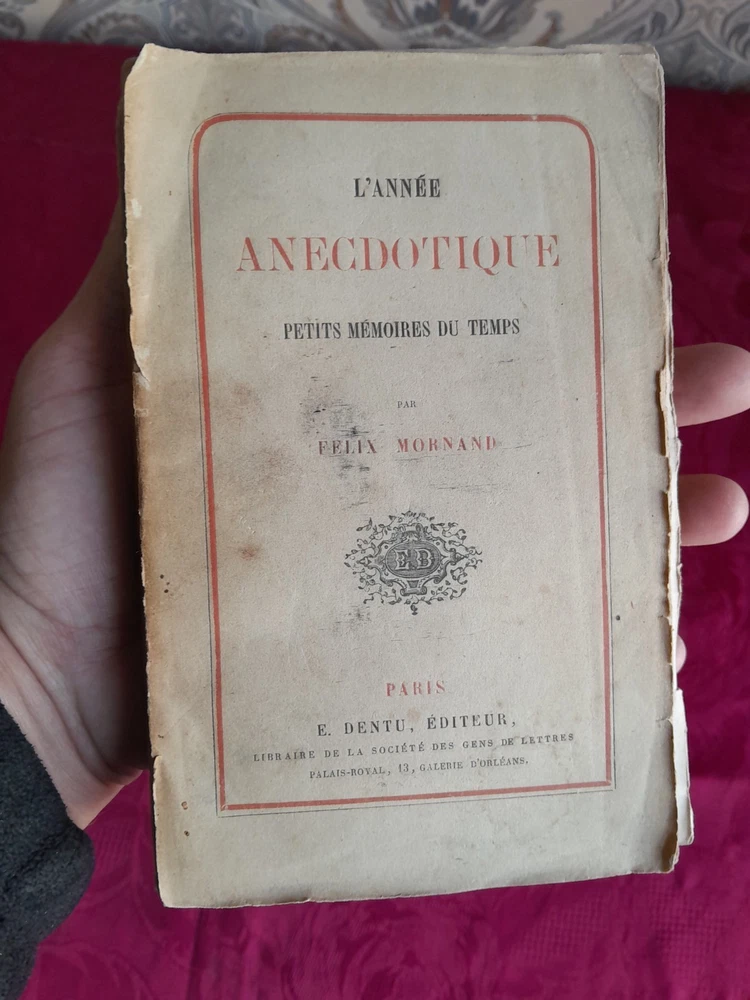 L'ANNÉE
ANECDOTIQUE
PETITS MÉMOIRES DU TEMPS
PAR
FÉLIX MORNAND
ED
PARIS
E. DENTU, ÉDITEUR,
LIBRAIRE DE LA SOCIÉTÉ DES GENS DE LETTRES
PALAIS-ROYAL, 13, GALERIE D'ORLÉANS.